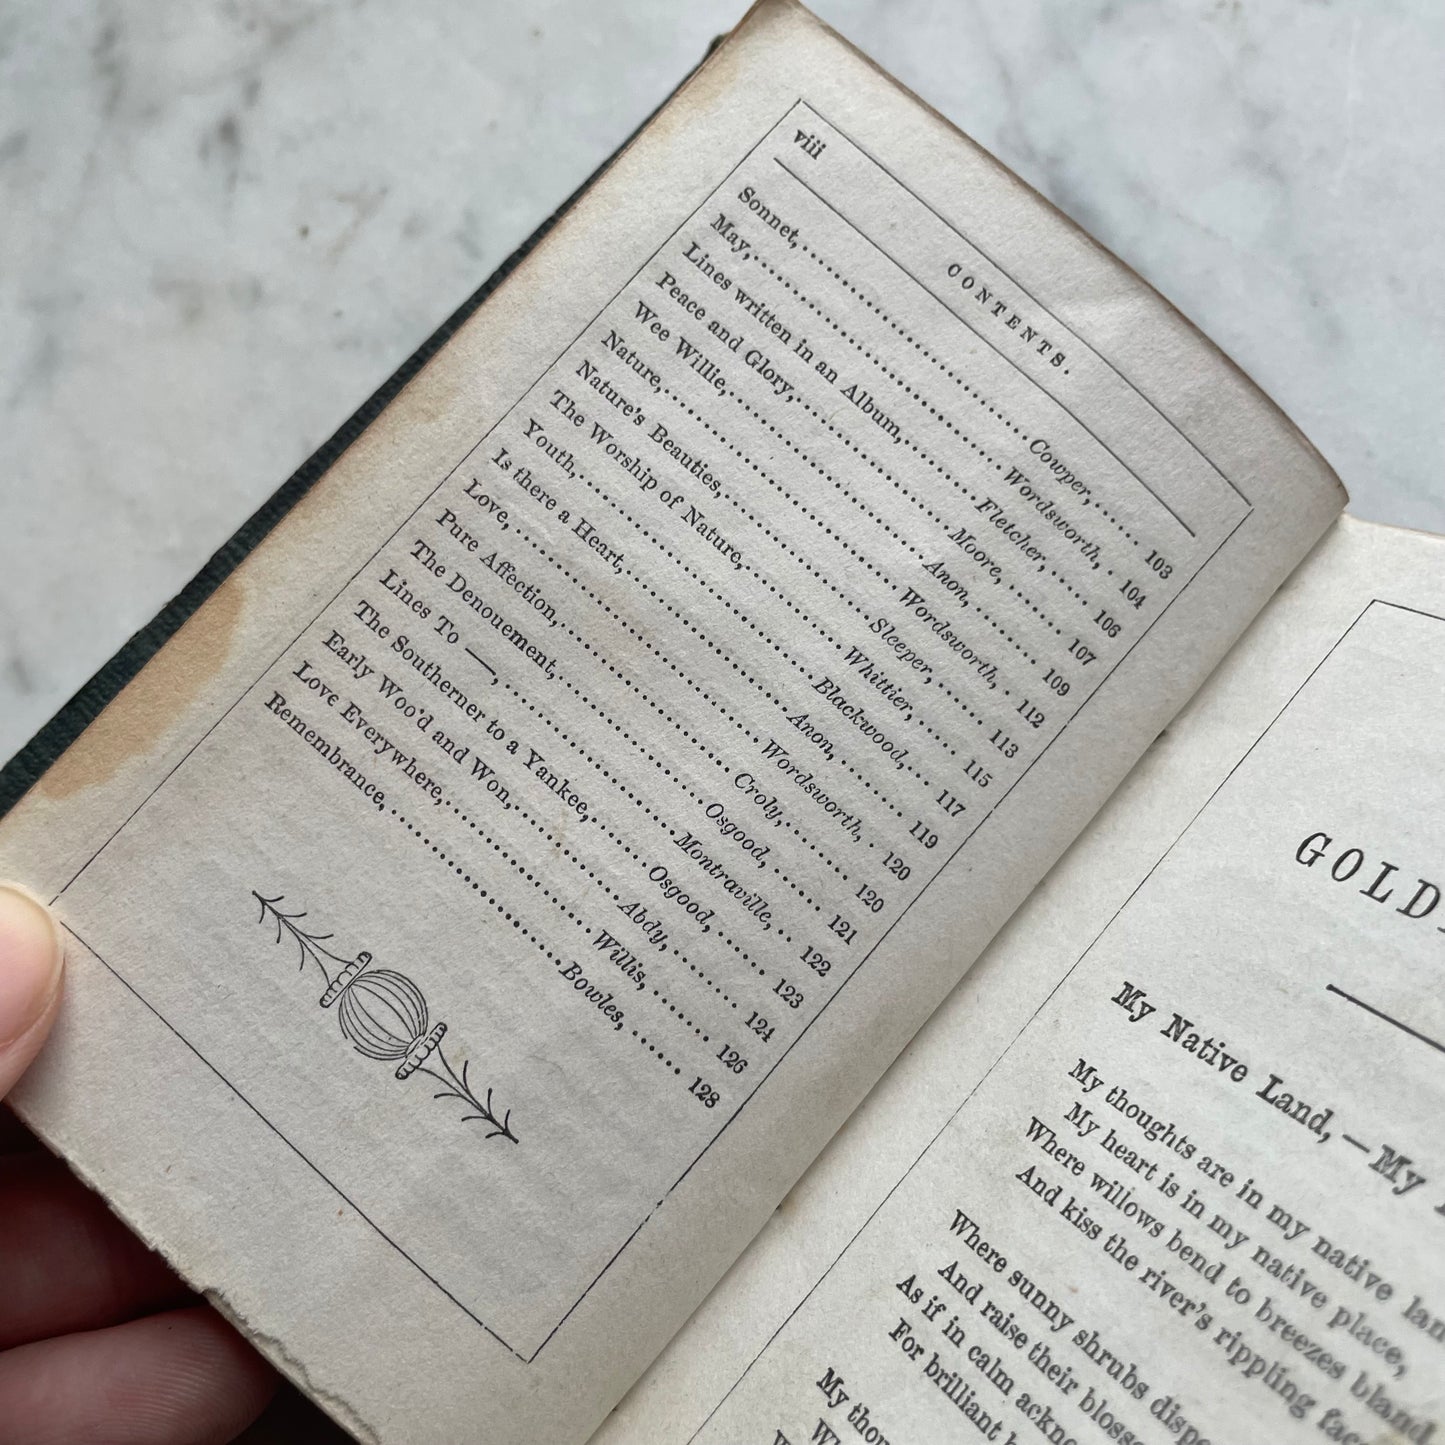 viii
CONTENTS.
Sonnet,..........Cowper,...... 103
May,..........Wordsworth,.. 104
Lines written in an Album,..........Fletcher,...... 106
Peace and Glory,..........Moore,...... 107
Wee Willie,..........Anon,...... 109
Nature,..........Wordsworth,.. 112
Nature's Beauties,..........Sleeper,...... 113
The Worship of Nature,..........Whittier,...... 115
Youth,..........Blackwood,... 117
Is there a Heart,..........Anon,...... 119
Love,..........Wordsworth,.. 120
Pure Affection,..........Croly,...... 120
The Denouement,..........Osgood,...... 121
Lines To —,..........Montraville,.. 122
The Southerner to a Yankee,..........Osgood,...... 123
Early Woo'd and Won,..........Abdy,...... 124
Love Everywhere,..........Willis,...... 126
Remembrance,..........Bowles,...... 128
GOLD
My Native Land,—My
My thoughts are in my native
My heart is in my native place,
Where willows bend to breezes bland
And kiss the river's rippling
Where sunny shrubs
And raise their
As if in calm
For brilliant
My